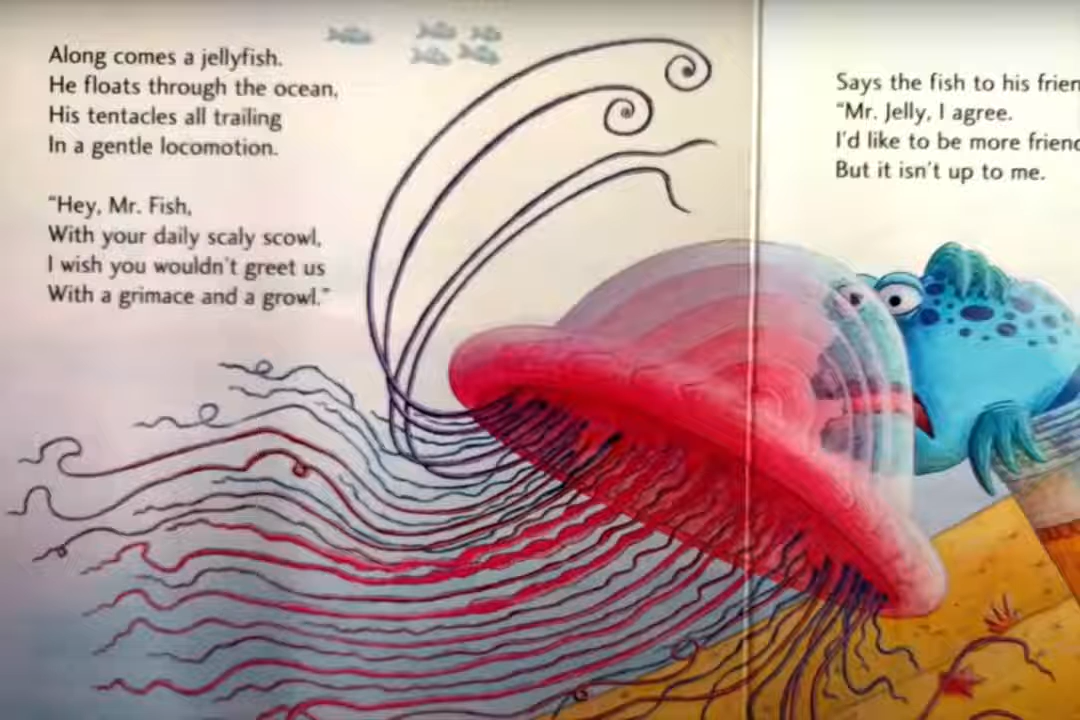 Along comes a jellyfish.
He floats through the ocean,
His tentacles all trailing
In a gentle locomotion.
"Hey, Mr. Fish,
With your daily scaly scowl,
I wish you wouldn't greet us
With a grimace and a growl."
Says the fish to his
"Mr. Jelly, I agree.
I'd like to be more
But it isn't up to me.